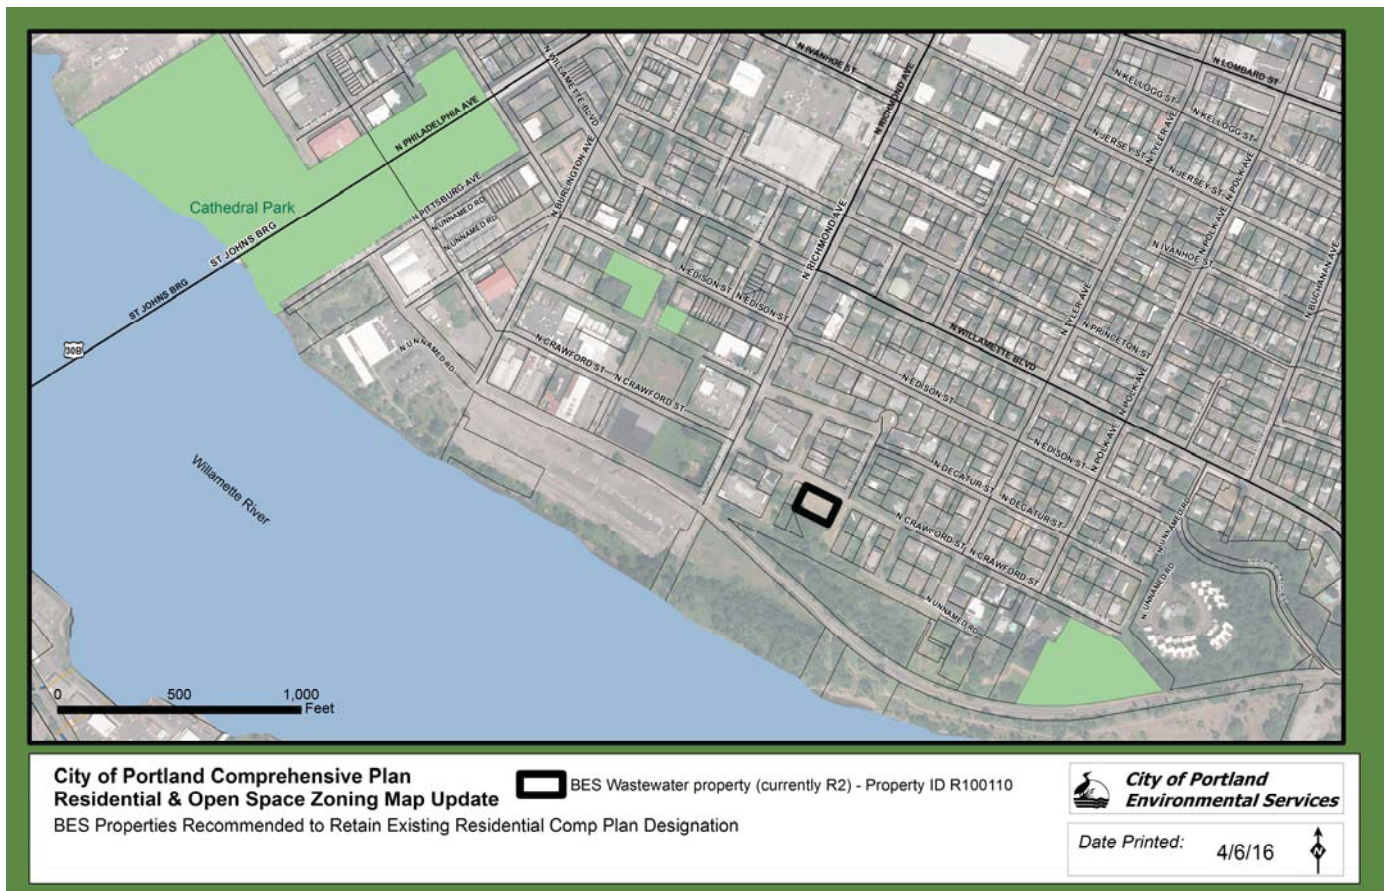 N IVANHOE ST
N LOMBARD ST
N WILLAMETTE BLVD
N RICHMOND AVE
N KELLOGG ST
N KELLOGG ST
N PHILADELPHIA AVE
N JERSEY ST
N TYLER AVE
N JERSEY ST
N POLK AVE
N BURLINGTON AVE
N PITTSBURG AVE
N UNNAMED RD
N UNNAMED RD
Cathedral Park
ST JOHNS BRG
N RICHMOND AVE
N POLK AVE
N IVANHOE ST
N BUCHANAN AVE
ST JOHNS BRG
30B
N EDISON ST
N EDISON ST
N TYLER AVE
N PRINCETON ST
N WILLAMETTE BLVD
N UNNAMED RD
N CRAWFORD ST
N CRAWFORD ST
N EDISON ST
N POLK AVE
N EDISON ST
N POLK AVE
Willamette River
N DECATUR ST
N DECATUR ST
N UNNAMED RD
N CRAWFORD ST
N CRAWFORD ST
N UNNAMED RD
N UNNAMED RD
0 500 1,000
Feet
City of Portland Comprehensive Plan
Residential & Open Space Zoning Map Update
BES Properties Recommended to Retain Existing Residential Comp Plan Designation
BES Wastewater property (currently R2) - Property ID R100110
City of Portland
Environmental Services
Date Printed: 4/6/16
N